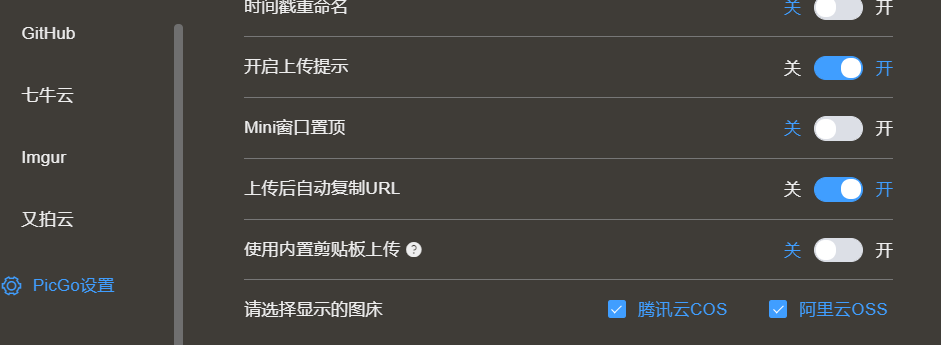 GitHub
七牛云
Imgur
又拍云
PicGo设置
时间戳重命名 关 开
开启上传提示 关 开
Mini窗口置顶 关 开
上传后自动复制URL 关 开
使用内置剪贴板上传 ? 关 开
请选择显示的图床 腾讯云COS 阿里云OSS